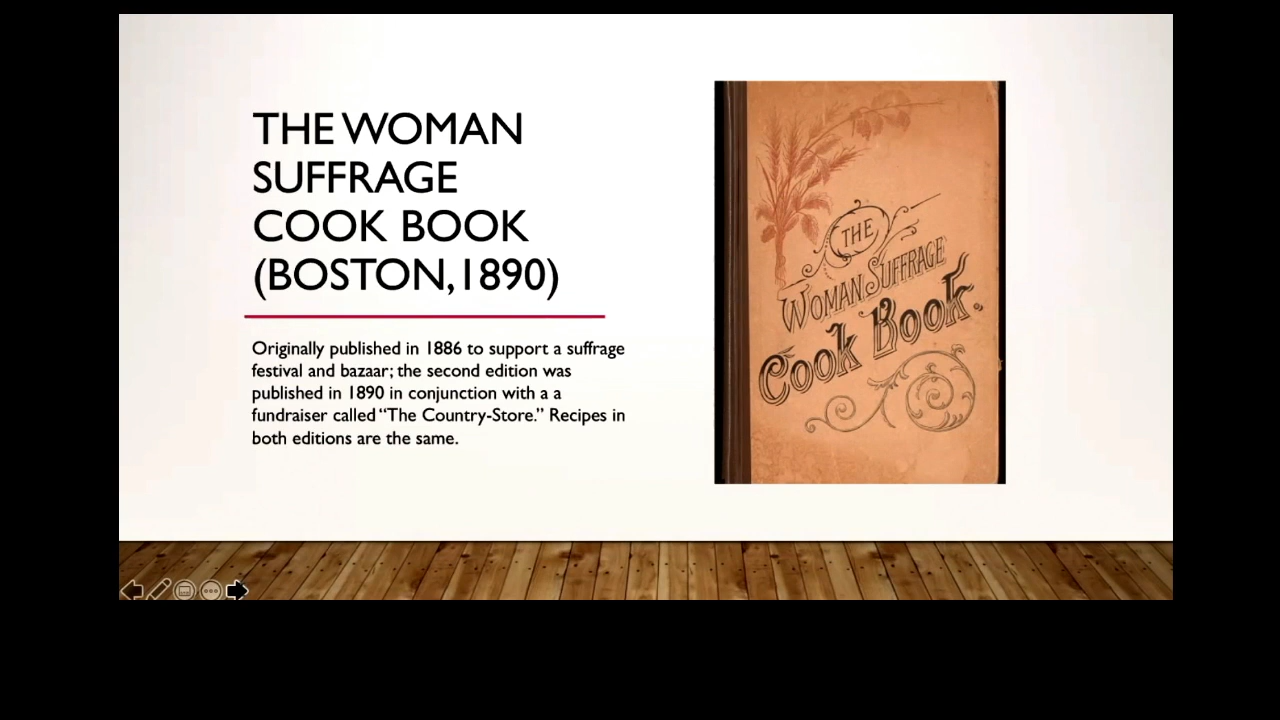 THE WOMAN
SUFFRAGE
COOK BOOK
(BOSTON, 1890)
Originally published in 1886 to support a suffrage
festival and bazaar; the second edition was
published in 1890 in conjunction with a a
fundraiser called “The Country-Store.” Recipes in
both editions are the same.
THE
WOMAN SUFFRAGE
Cook Book.